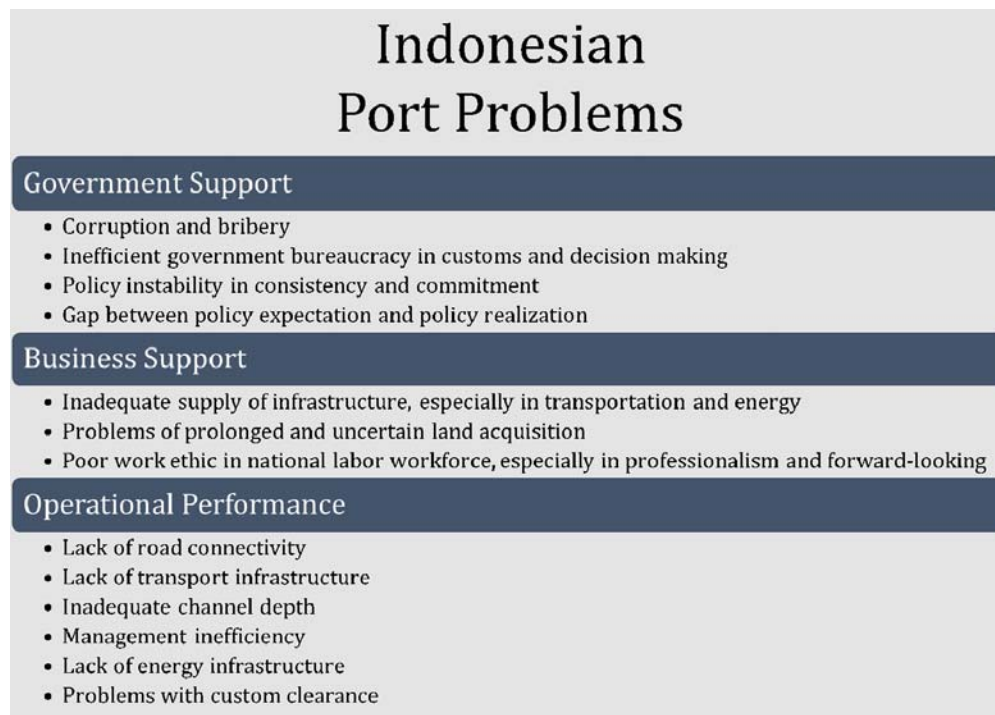 Indonesian
Port Problems
Government Support
• Corruption and bribery
• Inefficient government bureaucracy in customs and decision making
• Policy instability in consistency and commitment
• Gap between policy expectation and policy realization
Business Support
• Inadequate supply of infrastructure, especially in transportation and energy
• Problems of prolonged and uncertain land acquisition
• Poor work ethic in national labor workforce, especially in professionalism and forward-looking
Operational Performance
• Lack of road connectivity
• Lack of transport infrastructure
• Inadequate channel depth
• Management inefficiency
• Lack of energy infrastructure
• Problems with custom clearance